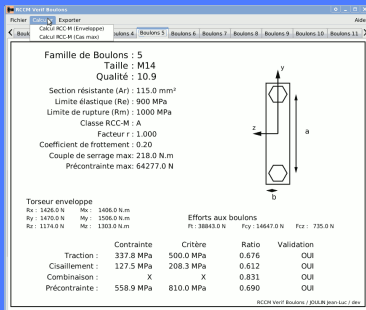 RCCM Verif Boulons
Fichier Calculs Exporter Aide
Calcul RCC-M (Enveloppe)
Calcul RCC-M (Cas max)
Boul ulons 4 Boulons 5 Boulons 6 Boulons 7 Boulons 8 Boulons 9 Boulons 10 Boulons 11
Famille de Boulons : 5
Taille : M14
Qualité : 10.9
Section résistante (Ar) : 115.0 mm²
Limite élastique (Re) : 900 MPa
Limite de rupture (Rm) : 1000 MPa
Classe RCC-M : A
Facteur r : 1.000
Coefficient de frottement : 0.20
Couple de serrage max: 218.0 N.m
Précontrainte max: 64277.0 N
y
z
a
b
Torseur enveloppe
Rx : 1426.0 N Mx : 1406.0 N.m
Ry : 1470.0 N My : 1506.0 N.m
Rz : 1174.0 N Mz : 1303.0 N.m
Efforts aux boulons
Ft : 38843.0 N Fcy : 14647.0 N Fcz : 735.0 N
Contrainte Critère Ratio Validation
Traction : 337.8 MPa 500.0 MPa 0.676 OUI
Cisaillement : 127.5 MPa 208.3 MPa 0.612 OUI
Combinaison : X X 0.831 OUI
Précontrainte : 558.9 MPa 810.0 MPa 0.690 OUI
RCCM Verif Boulons / JOULIN Jean-Luc / dev